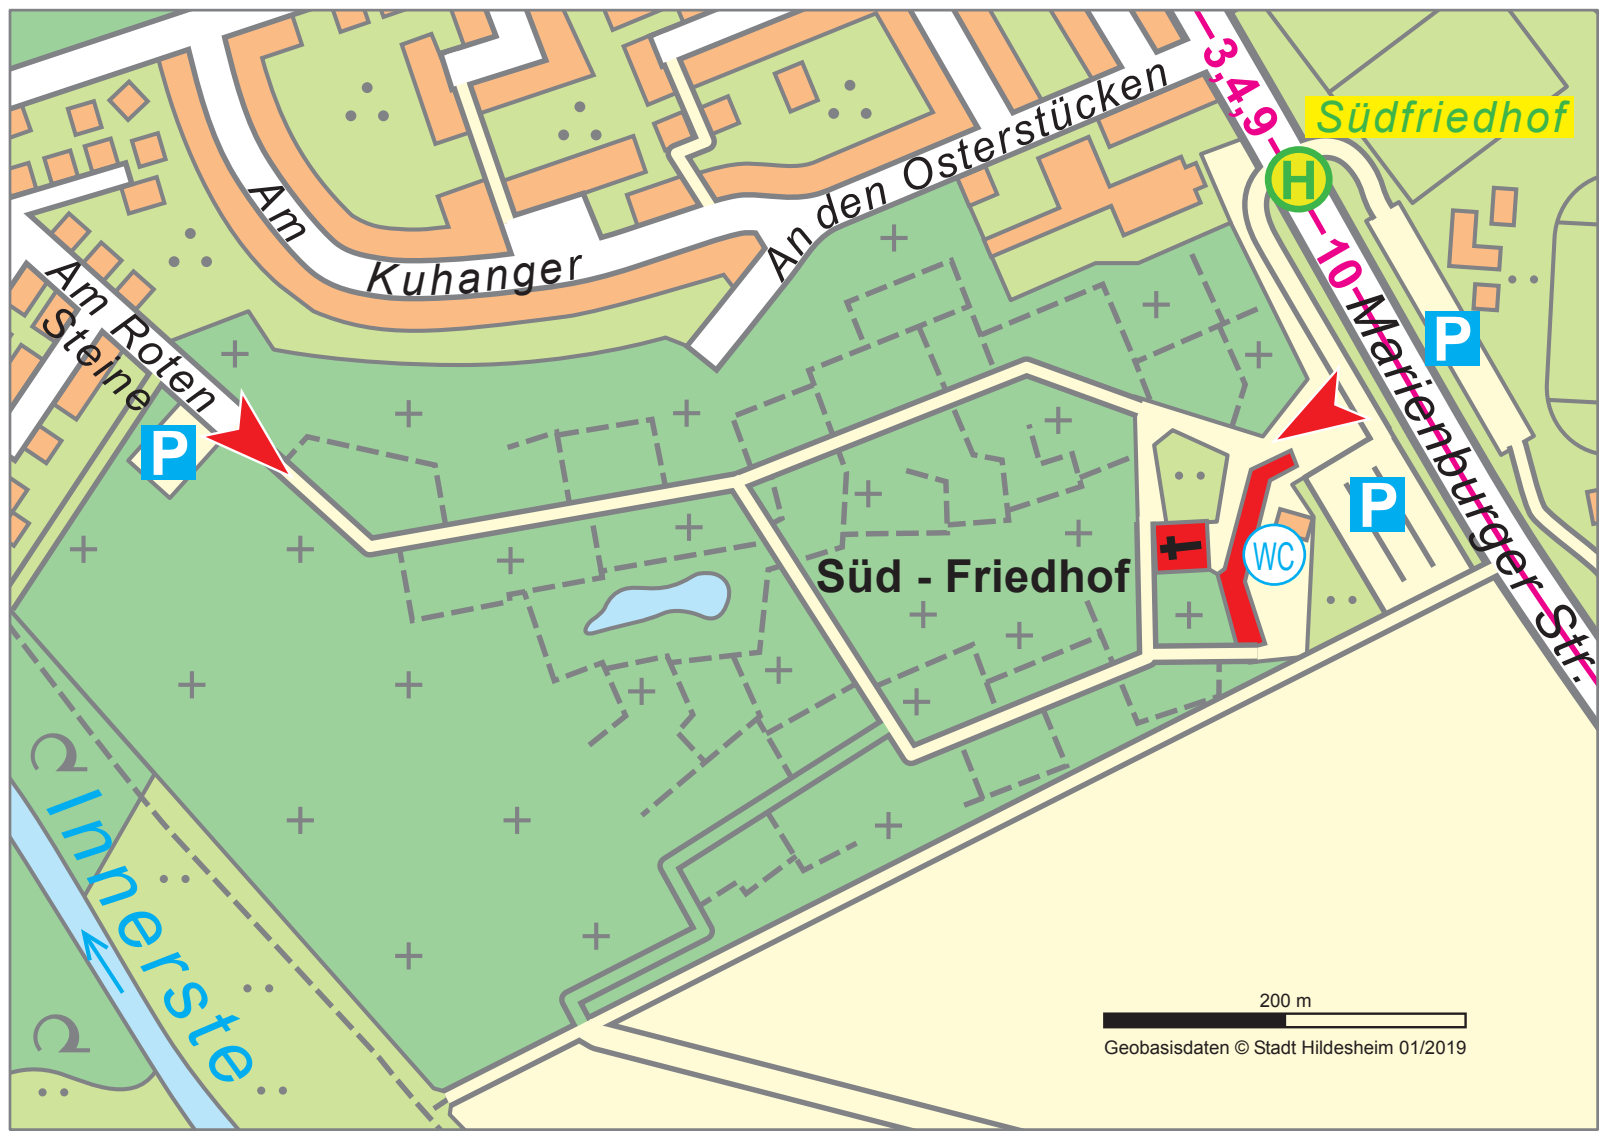 3,4,9
Südfriedhof
H
An den Osterstücken
Am
Kuhanger
10
Marienburger Str.
Am Roten
Steine
P
P
P
WC
Süd - Friedhof
Innerste
200 m
Geobasisdaten © Stadt Hildesheim 01/2019